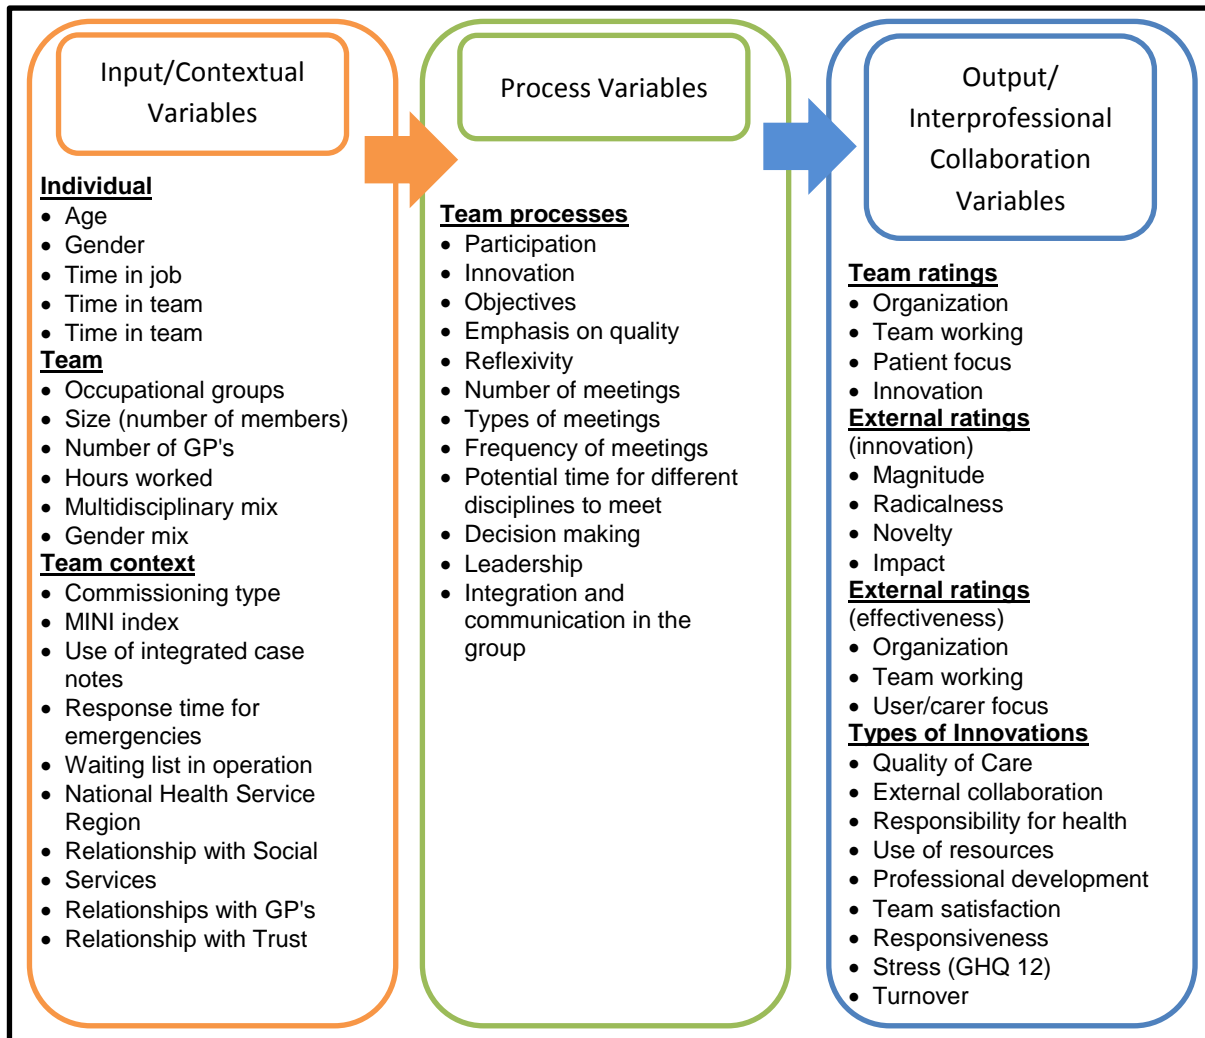 Input/Contextual
Variables
Individual
• Age
• Gender
• Time in job
• Time in team
• Time in team
Team
• Occupational groups
• Size (number of members)
• Number of GP's
• Hours worked
• Multidisciplinary mix
• Gender mix
Team context
• Commissioning type
• MINI index
• Use of integrated case
notes
• Response time for
emergencies
• Waiting list in operation
• National Health Service
Region
• Relationship with Social
• Services
• Relationships with GP's
• Relationship with Trust
Process Variables
Team processes
• Participation
• Innovation
• Objectives
• Emphasis on quality
• Reflexivity
• Number of meetings
• Types of meetings
• Frequency of meetings
• Potential time for different
disciplines to meet
• Decision making
• Leadership
• Integration and
communication in the
group
Output/
Interprofessional
Collaboration
Variables
Team ratings
• Organization
• Team working
• Patient focus
• Innovation
External ratings
(innovation)
• Magnitude
• Radicalness
• Novelty
• Impact
External ratings
(effectiveness)
• Organization
• Team working
• User/carer focus
Types of Innovations
• Quality of Care
• External collaboration
• Responsibility for health
• Use of resources
• Professional development
• Team satisfaction
• Responsiveness
• Stress (GHQ 12)
• Turnover